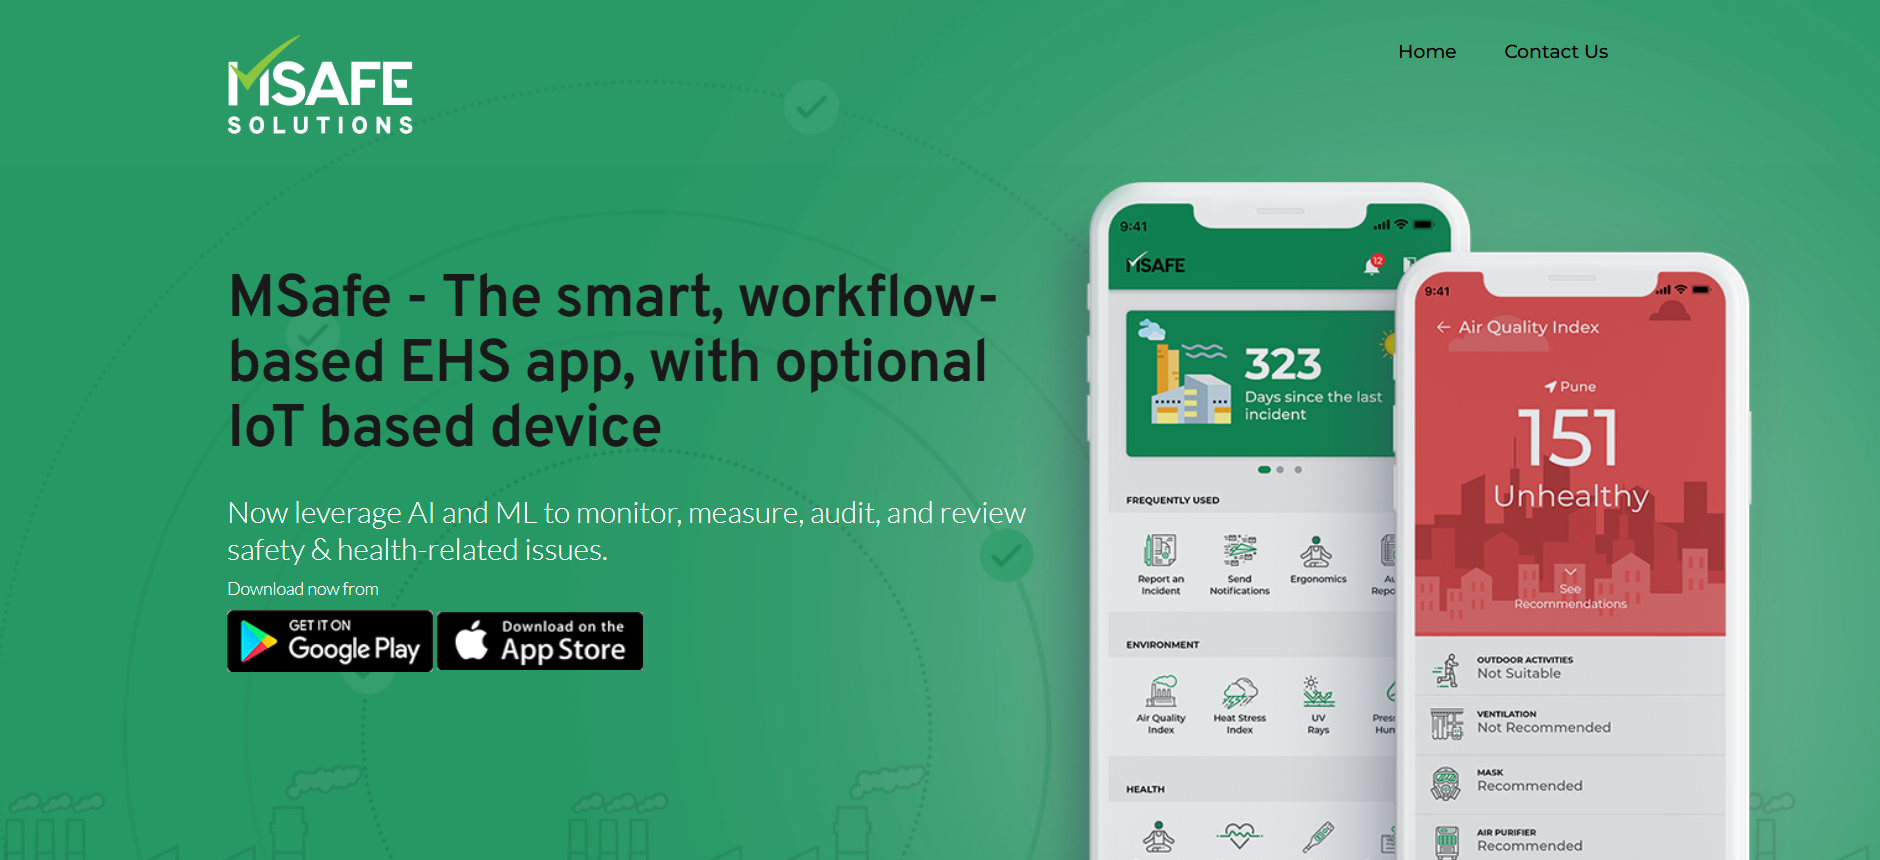 MSAFE
SOLUTIONS
Home
Contact Us
MSafe - The smart, workflow-
based EHS app, with optional
IoT based device
Now leverage AI and ML to monitor, measure, audit, and review
safety & health-related issues.
Download now from
GET IT ON
Google Play
Download on the
App Store
9:41
MSAFE
12
323
Days since the last
incident
FREQUENTLY USED
Report an
Incident
Send
Notifications
Ergonomics
ENVIRONMENT
Air Quality
Index
Heat Stress
Index
UV
Rays
HEALTH
9:41
Air Quality Index
Pune
151
Unhealthy
See
Recommendations
OUTDOOR ACTIVITIES
Not Suitable
VENTILATION
Not Recommended
MASK
Recommended
AIR PURIFIER
Recommended